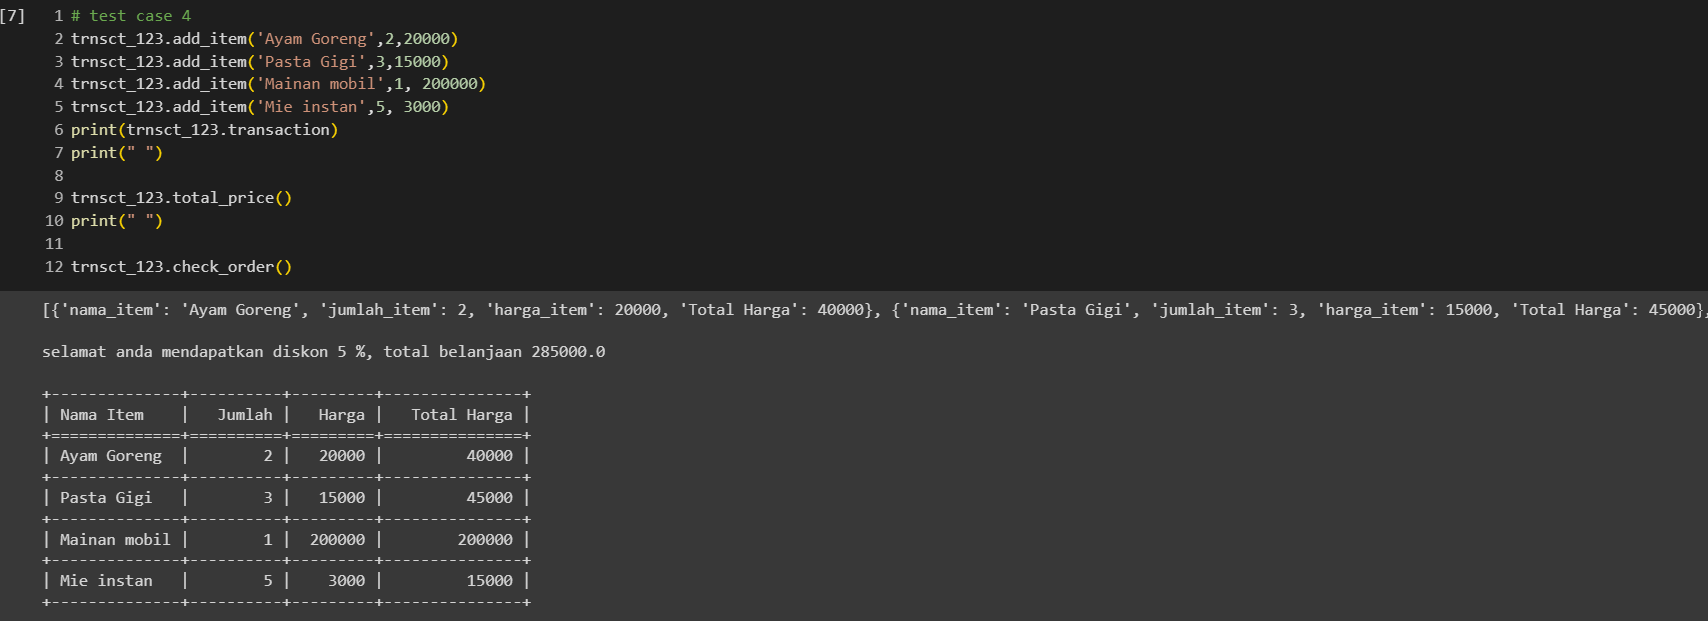 [7] 1 # test case 4
2 trnsct_123.add_item('Ayam Goreng',2,20000)
3 trnsct_123.add_item('Pasta Gigi',3,15000)
4 trnsct_123.add_item('Mainan mobil',1, 200000)
5 trnsct_123.add_item('Mie instan',5, 3000)
6 print(trnsct_123.transaction)
7 print(" ")
8
9 trnsct_123.total_price()
10 print(" ")
11
12 trnsct_123.check_order()
[{'nama_item': 'Ayam Goreng', 'jumlah_item': 2, 'harga_item': 20000, 'Total Harga': 40000}, {'nama_item': 'Pasta Gigi', 'jumlah_item': 3, 'harga_item': 15000, 'Total Harga': 45000},
selamat anda mendapatkan diskon 5 %, total belanjaan 285000.0
+--------------+----------+---------+---------------+
| Nama Item    |   Jumlah |   Harga |   Total Harga |
+==============+==========+=========+===============+
| Ayam Goreng  |        2 |   20000 |         40000 |
+--------------+----------+---------+---------------+
| Pasta Gigi   |        3 |   15000 |         45000 |
+--------------+----------+---------+---------------+
| Mainan mobil |        1 |  200000 |        200000 |
+--------------+----------+---------+---------------+
| Mie instan   |        5 |    3000 |         15000 |
+--------------+----------+---------+---------------+